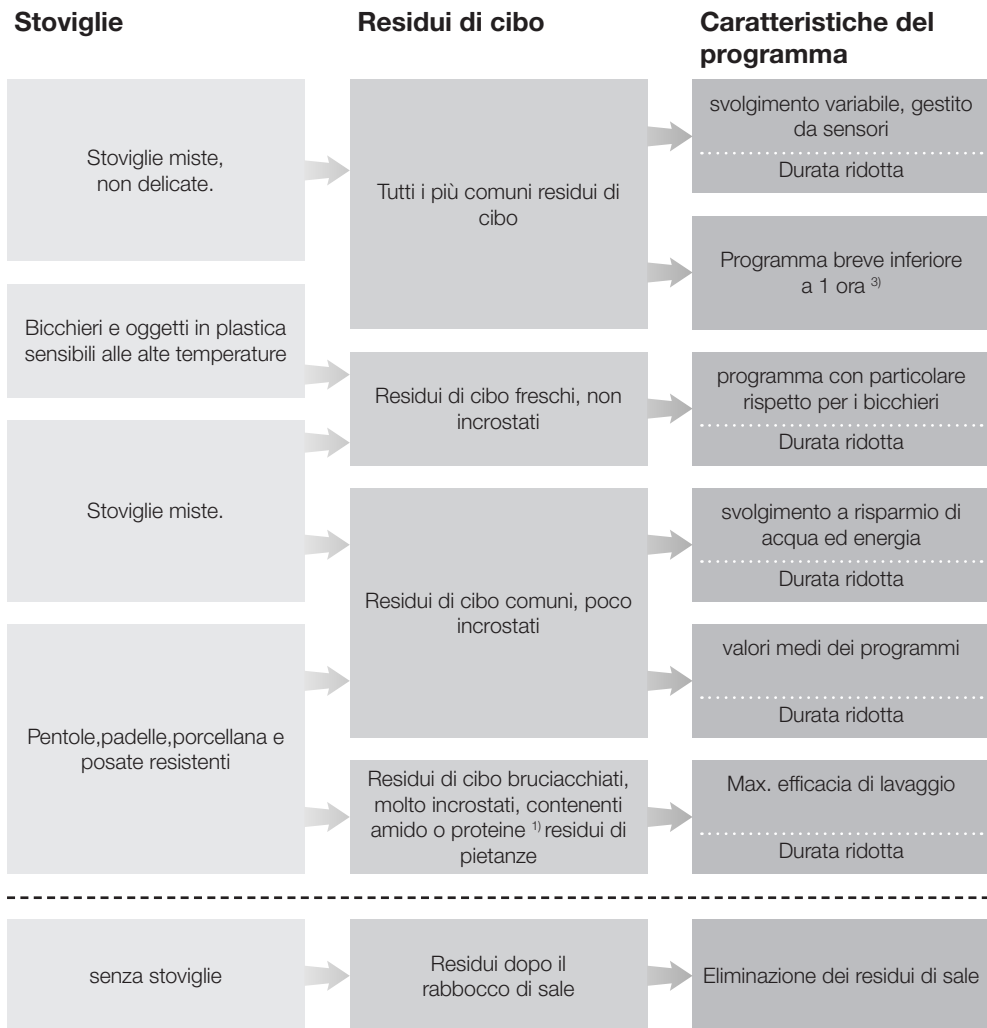 Stoviglie
Residui di cibo
Caratteristiche del
programma
Stoviglie miste,
non delicate.
Tutti i più comuni residui di
cibo
svolgimento variabile, gestito
da sensori
Durata ridotta
Programma breve inferiore
a 1 ora 3)
Bicchieri e oggetti in plastica
sensibili alle alte temperature
Residui di cibo freschi, non
incrostati
programma con particolare
rispetto per i bicchieri
Durata ridotta
Stoviglie miste.
Residui di cibo comuni, poco
incrostati
svolgimento a risparmio di
acqua ed energia
Durata ridotta
valori medi dei programmi
Durata ridotta
Pentole,padelle,porcellana e
posate resistenti
Residui di cibo bruciacchiati,
molto incrostati, contenenti
amido o proteine 1) residui di
pietanze
Max. efficacia di lavaggio
Durata ridotta
senza stoviglie
Residui dopo il
rabbocco di sale
Eliminazione dei residui di sale